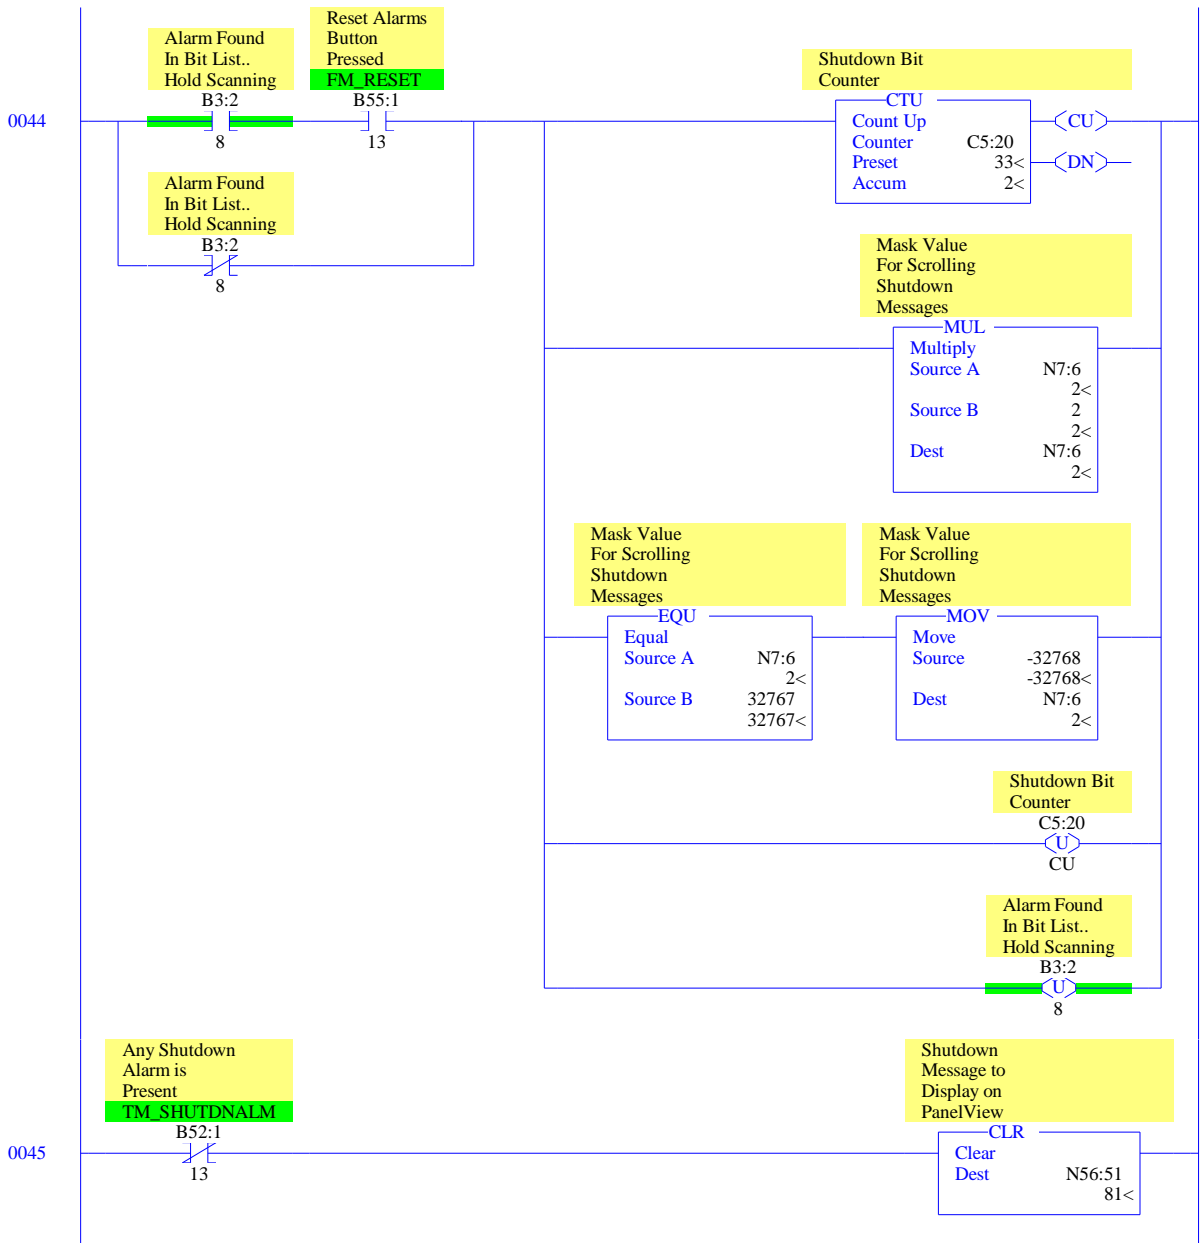 Alarm Found
In Bit List..
Hold Scanning
B3:2
8
Reset Alarms
Button
Pressed
FM_RESET
B55:1
13
Shutdown Bit
Counter
0044
CTU
Count Up
Counter C5:20
Preset 33<
Accum 2<
CU
DN
Alarm Found
In Bit List..
Hold Scanning
B3:2
8
Mask Value
For Scrolling
Shutdown
Messages
MUL
Multiply
Source A N7:6
2<
Source B 2
2<
Dest N7:6
2<
Mask Value
For Scrolling
Shutdown
Messages
EQU
Equal
Source A N7:6
2<
Source B 32767
32767<
Mask Value
For Scrolling
Shutdown
Messages
MOV
Move
Source -32768
-32768<
Dest N7:6
2<
Shutdown Bit
Counter
C5:20
U
CU
Alarm Found
In Bit List..
Hold Scanning
B3:2
U
8
Any Shutdown
Alarm is
Present
TM_SHUTDNALM
B52:1
13
0045
Shutdown
Message to
Display on
PanelView
CLR
Clear
Dest N56:51
81<